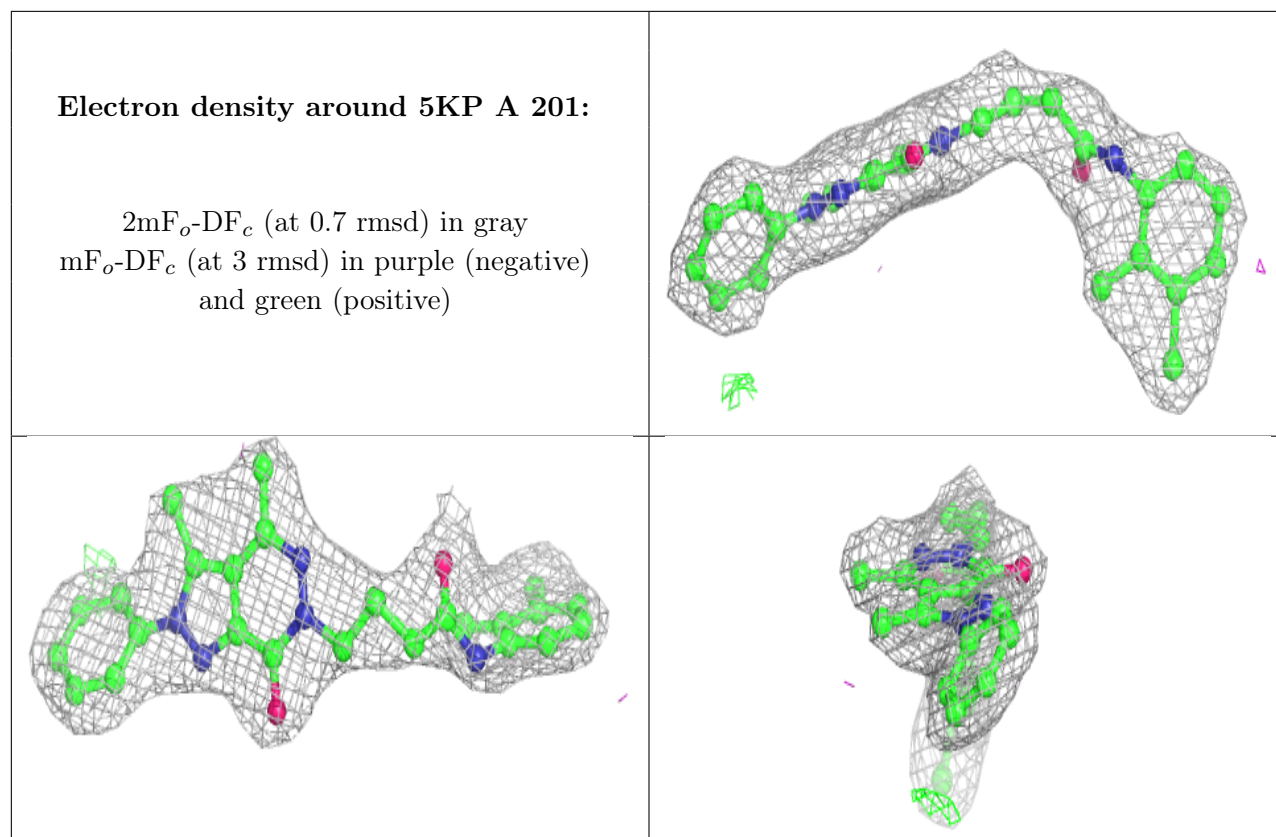 Electron density around 5KP A 201:
2mFo-DFc (at 0.7 rmsd) in gray
mFo-DFc (at 3 rmsd) in purple (negative)
and green (positive)